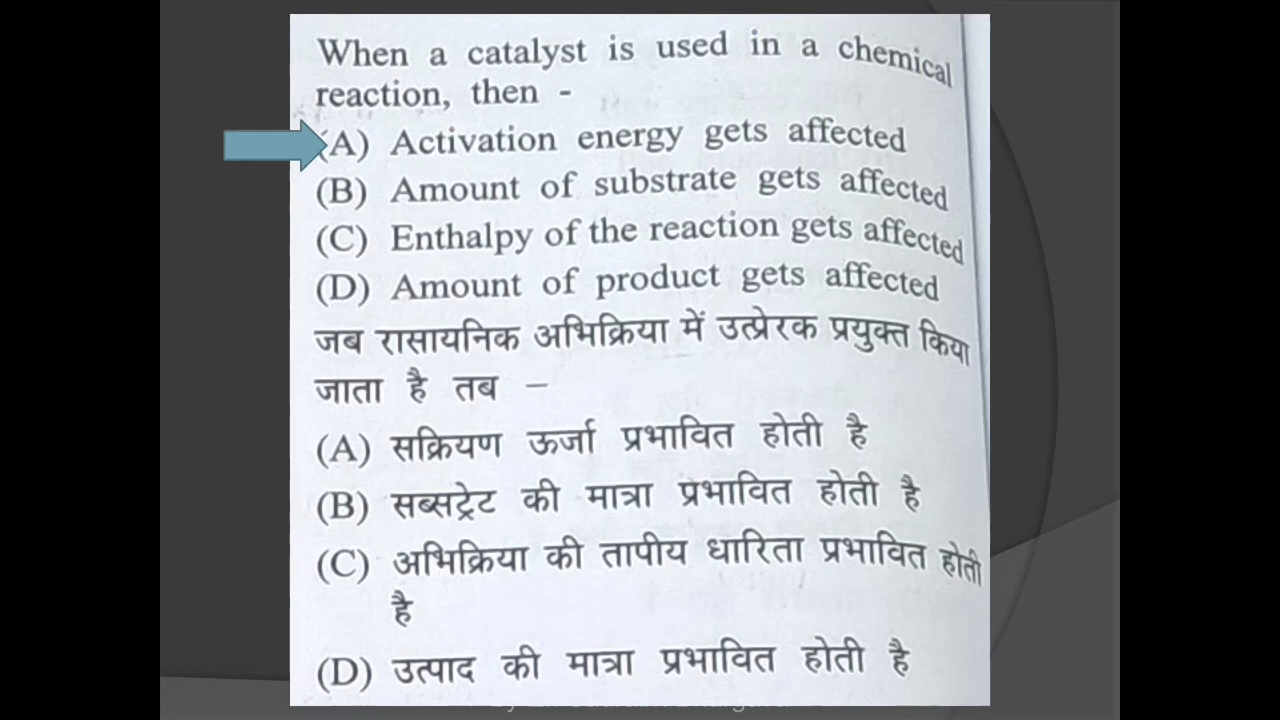 When a catalyst is used in a chemical
reaction, then -
(A) Activation energy gets affected
(B) Amount of substrate gets affected
(C) Enthalpy of the reaction gets affected
(D) Amount of product gets affected
जब रासायनिक अभिक्रिया में उत्प्रेरक प्रयुक्त किया
जाता है तब –
(A) सक्रियण ऊर्जा प्रभावित होती है
(B) सब्सट्रेट की मात्रा प्रभावित होती है
(C) अभिक्रिया की तापीय धारिता प्रभावित होती
है
(D) उत्पाद की मात्रा प्रभावित होती है